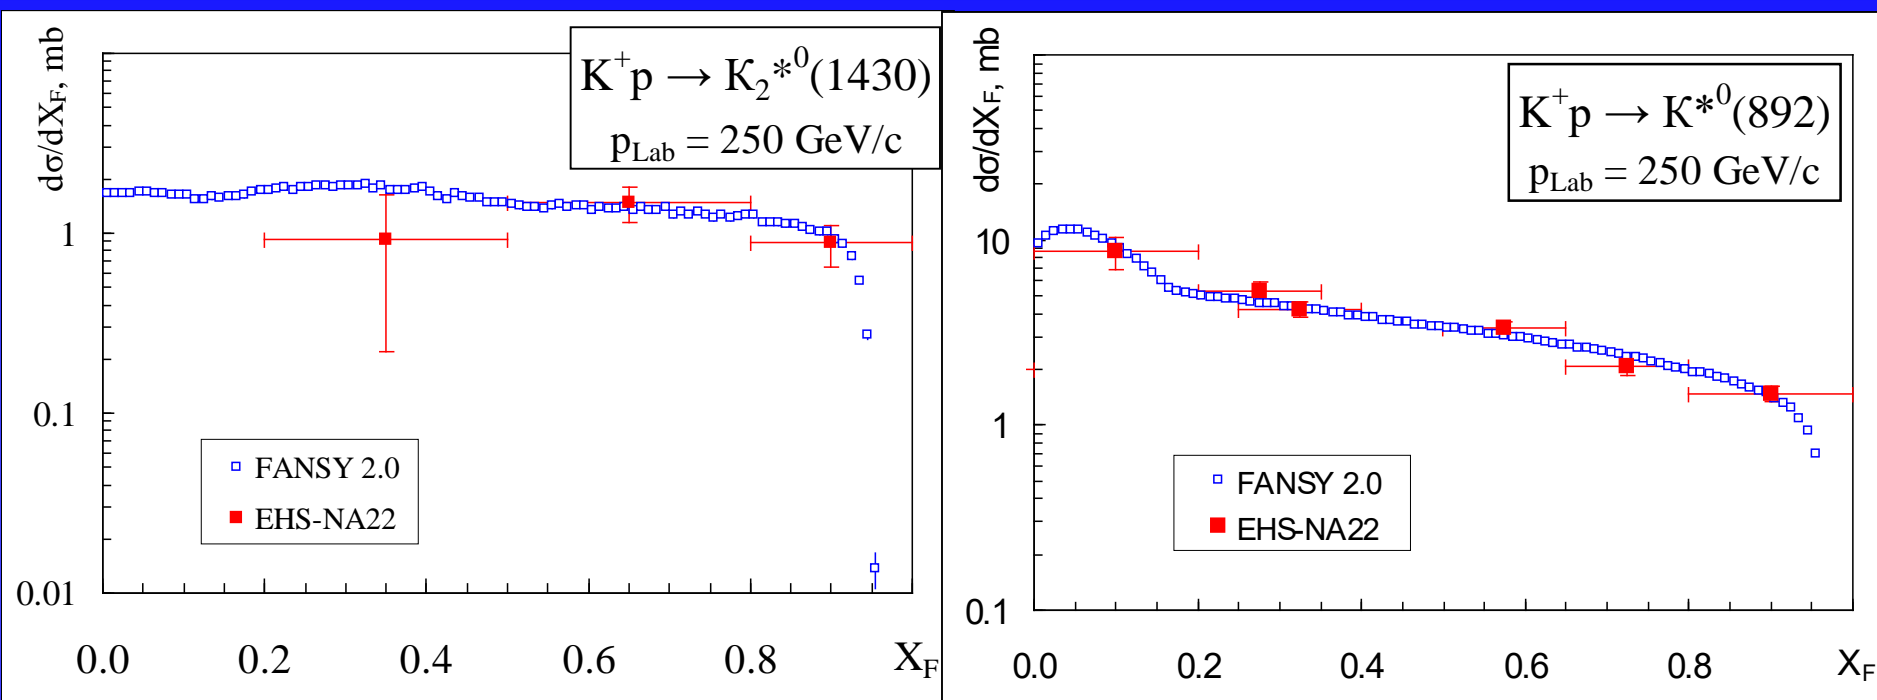 dσ/dX_F, mb
K⁺p → K₂*⁰(1430)
p_Lab = 250 GeV/c
1
0.1
0.01
FANSY 2.0
EHS-NA22
0.0 0.2 0.4 0.6 0.8 X_F
dσ/dX_F, mb
K⁺p → K*⁰(892)
p_Lab = 250 GeV/c
10
1
0.1
FANSY 2.0
EHS-NA22
0.0 0.2 0.4 0.6 0.8 X_F